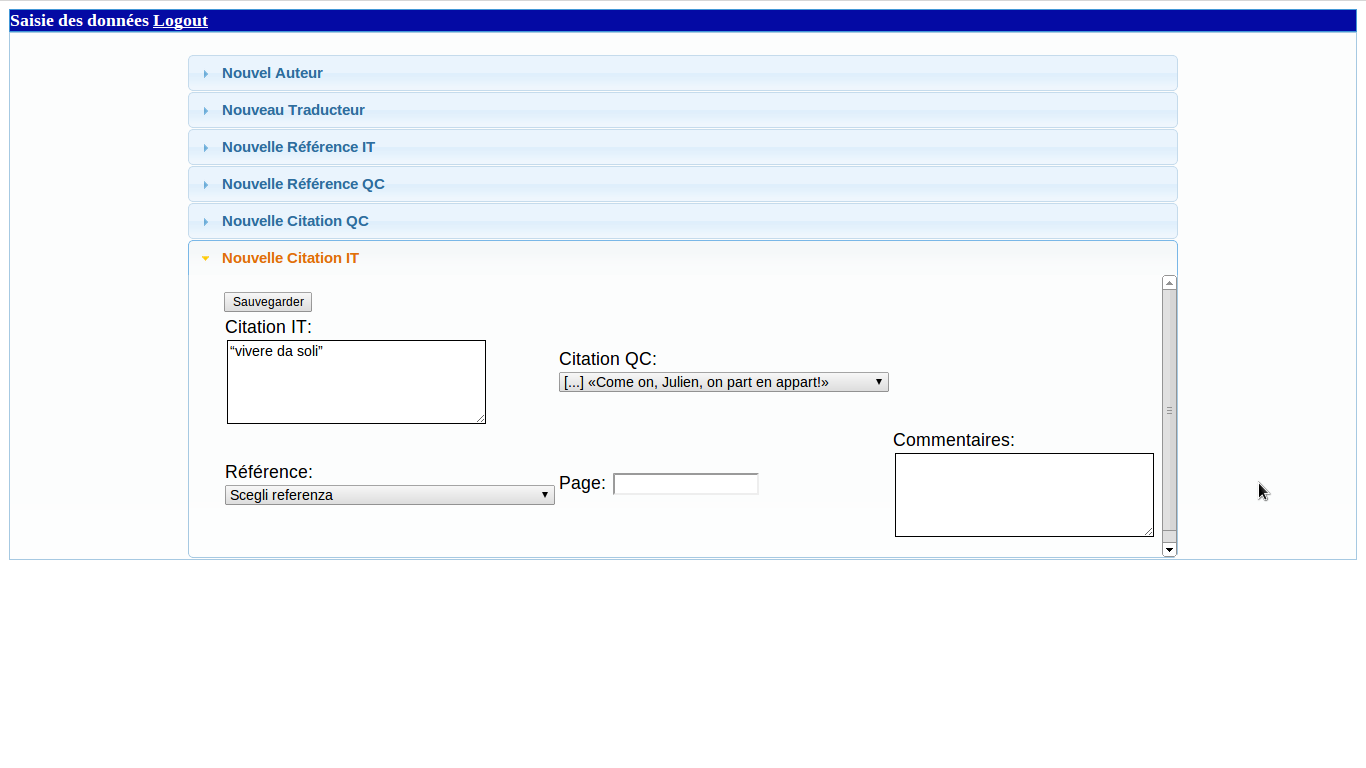 Saisie des données Logout
Nouvel Auteur
Nouveau Traducteur
Nouvelle Référence IT
Nouvelle Référence QC
Nouvelle Citation QC
Nouvelle Citation IT
Sauvegarder
Citation IT:
“vivere da soli”
Citation QC:
[...] «Come on, Julien, on part en appart!»
Commentaires:
Référence:
Scegli referenza
Page: